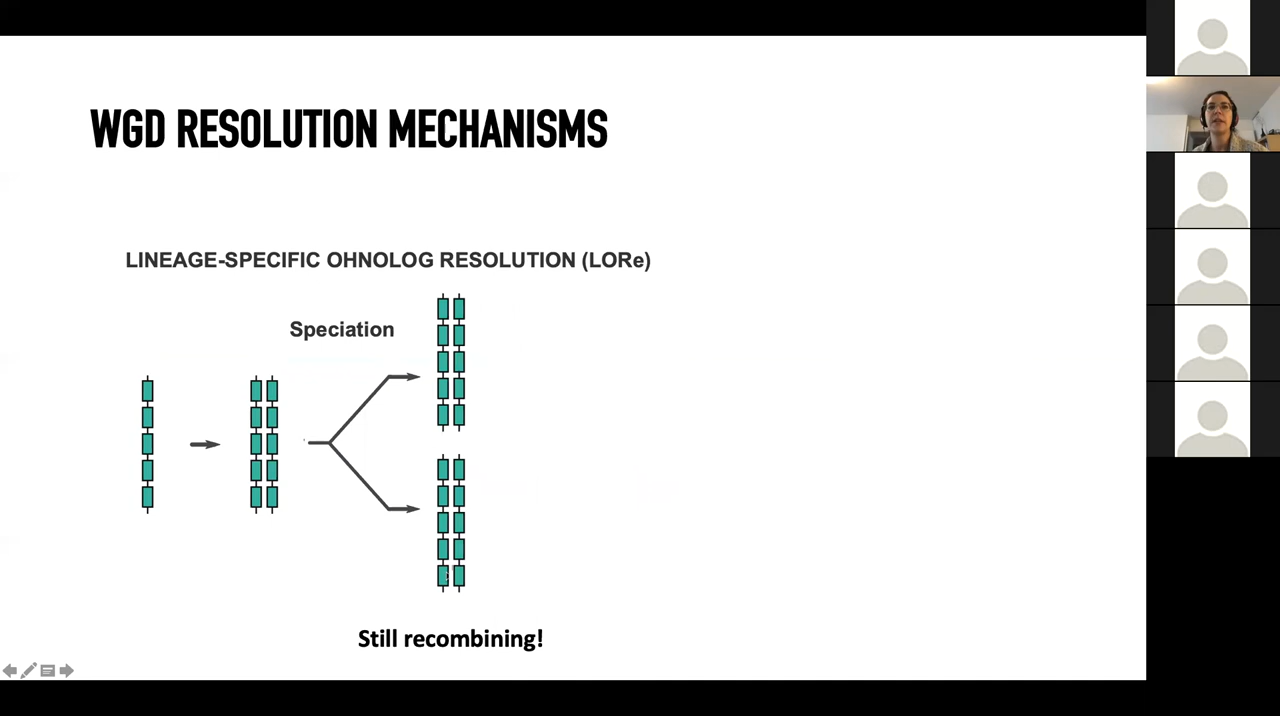 WGD RESOLUTION MECHANISMS
LINEAGE-SPECIFIC OHNOLOG RESOLUTION (LORe)
Speciation
Still recombining!